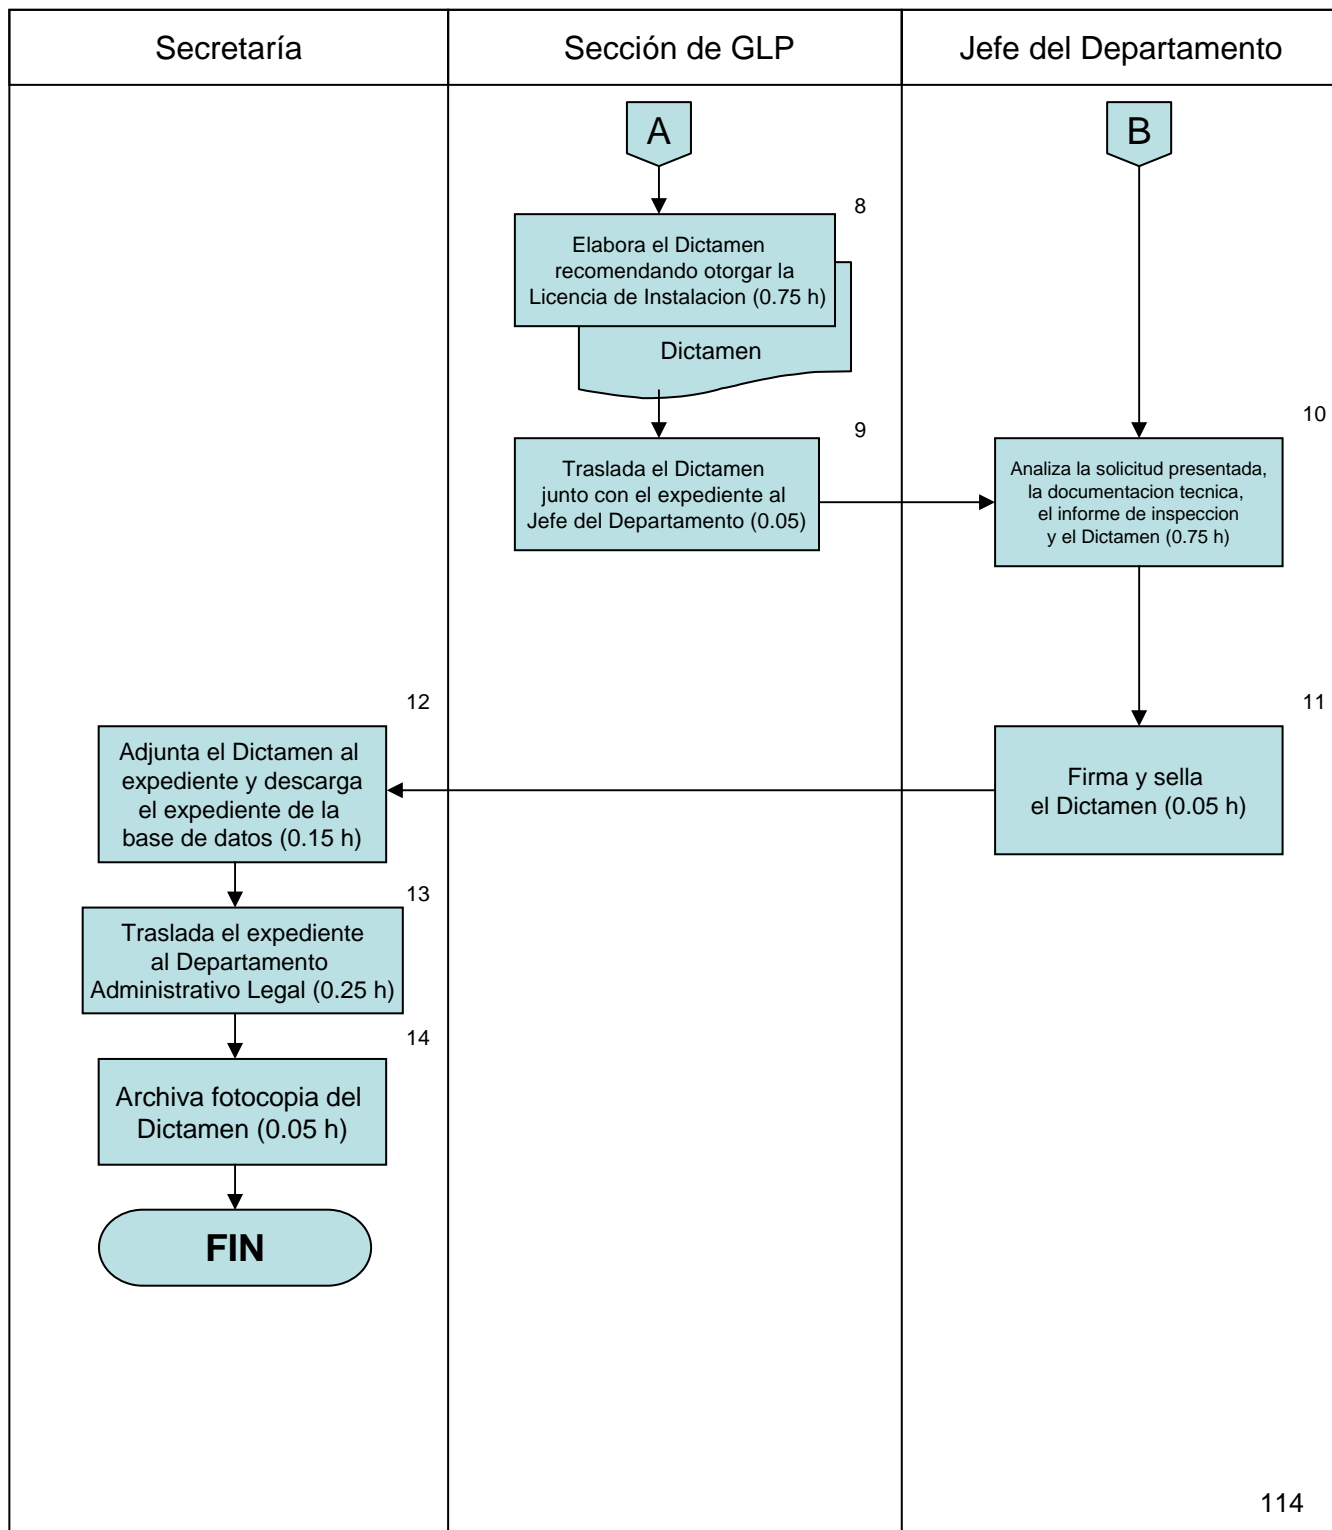 Secretaría
Sección de GLP
Jefe del Departamento
A
B
8
Elabora el Dictamen
recomendando otorgar la
Licencia de Instalacion (0.75 h)
Dictamen
9
Traslada el Dictamen
junto con el expediente al
Jefe del Departamento (0.05)
10
Analiza la solicitud presentada,
la documentacion tecnica,
el informe de inspeccion
y el Dictamen (0.75 h)
11
Firma y sella
el Dictamen (0.05 h)
12
Adjunta el Dictamen al
expediente y descarga
el expediente de la
base de datos (0.15 h)
13
Traslada el expediente
al Departamento
Administrativo Legal (0.25 h)
14
Archiva fotocopia del
Dictamen (0.05 h)
FIN
114